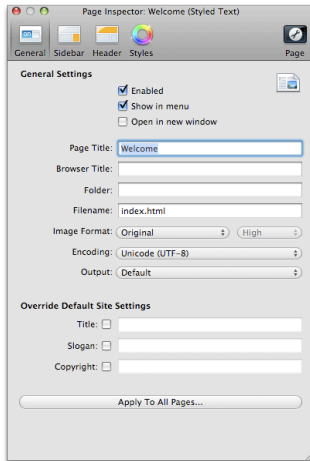 Page Inspector: Welcome (Styled Text)
General Sidebar Header Styles Page
General Settings
Enabled
Show in menu
Open in new window
Page Title: Welcome
Browser Title:
Folder:
Filename: index.html
Image Format: Original High
Encoding: Unicode (UTF-8)
Output: Default
Override Default Site Settings
Title:
Slogan:
Copyright:
Apply To All Pages...